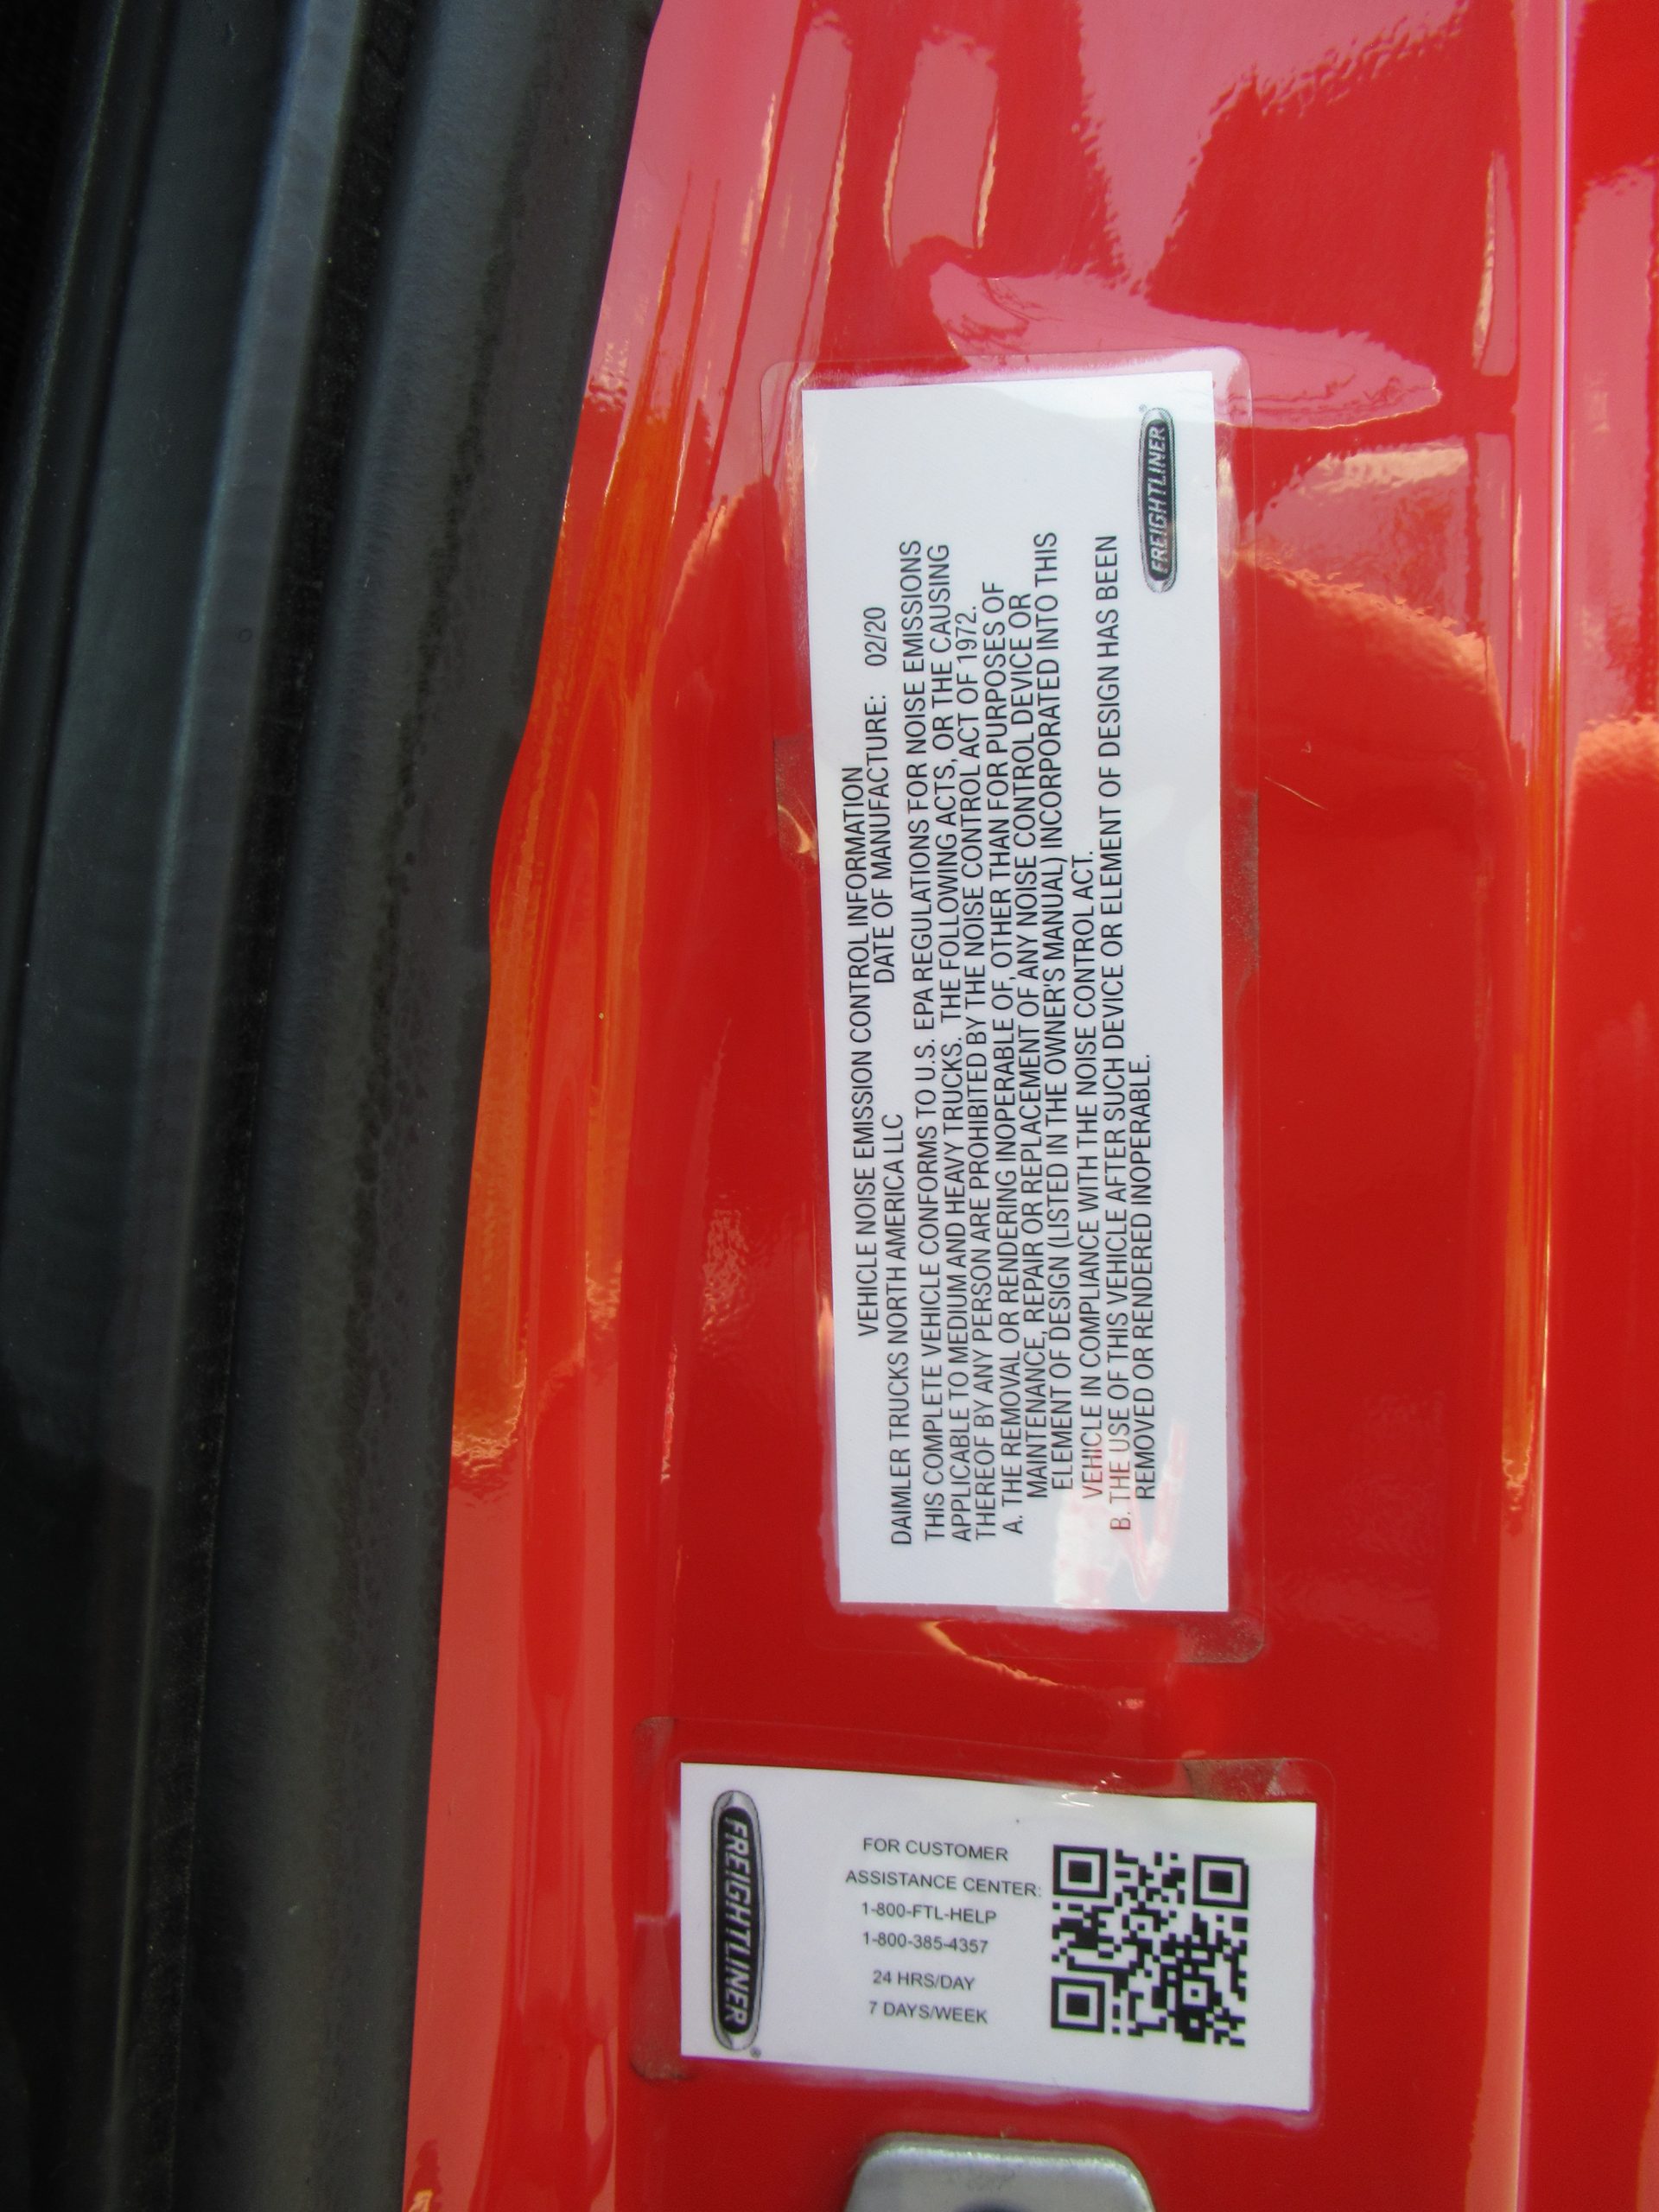 VEHICLE NOISE EMISSION CONTROL INFORMATION
DAIMLER TRUCKS NORTH AMERICA LLC DATE OF MANUFACTURE: 02/20
THIS COMPLETE VEHICLE CONFORMS TO U.S. EPA REGULATIONS FOR NOISE EMISSIONS
APPLICABLE TO MEDIUM AND HEAVY TRUCKS. THE FOLLOWING ACTS, OR THE CAUSING
THEREOF BY ANY PERSON ARE PROHIBITED BY THE NOISE CONTROL ACT OF 1972.
A. THE REMOVAL OR RENDERING INOPERABLE OF, OTHER THAN FOR PURPOSES OF
MAINTENANCE, REPAIR OR REPLACEMENT OF ANY NOISE CONTROL DEVICE OR
ELEMENT OF DESIGN (LISTED IN THE OWNER'S MANUAL) INCORPORATED INTO THIS
VEHICLE IN COMPLIANCE WITH THE NOISE CONTROL ACT.
B. THE USE OF THIS VEHICLE AFTER SUCH DEVICE OR ELEMENT OF DESIGN HAS BEEN
REMOVED OR RENDERED INOPERABLE.
FREIGHTLINER®
FREIGHTLINER®
FOR CUSTOMER
ASSISTANCE CENTER:
1-800-FTL-HELP
1-800-385-4357
24 HRS/DAY
7 DAYS/WEEK